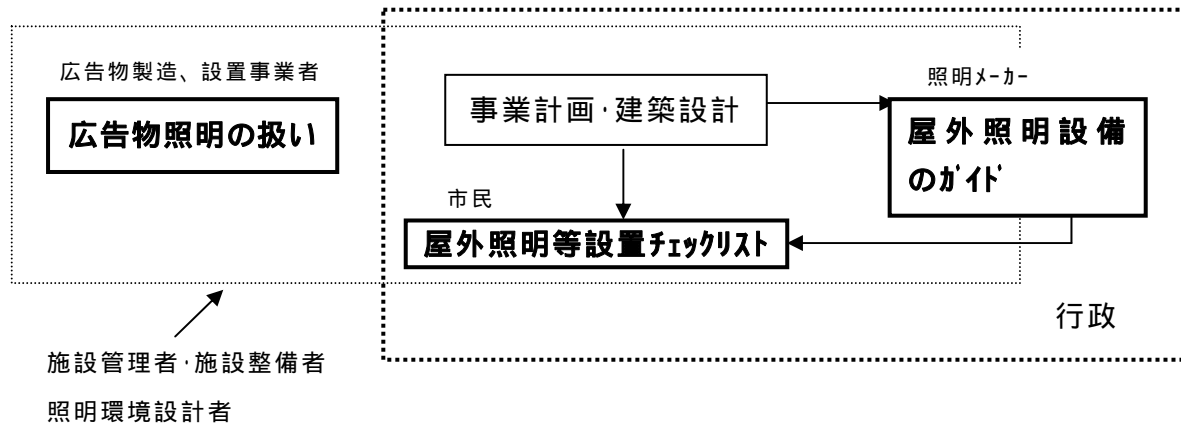 広告物製造、設置事業者
広告物照明の扱い
事業計画・建築設計
照明ﾒｰｶｰ
屋外照明設備
のｶﾞｲﾄﾞ
市民
屋外照明等設置ﾁｪｯｸﾘｽﾄ
行政
施設管理者・施設整備者
照明環境設計者